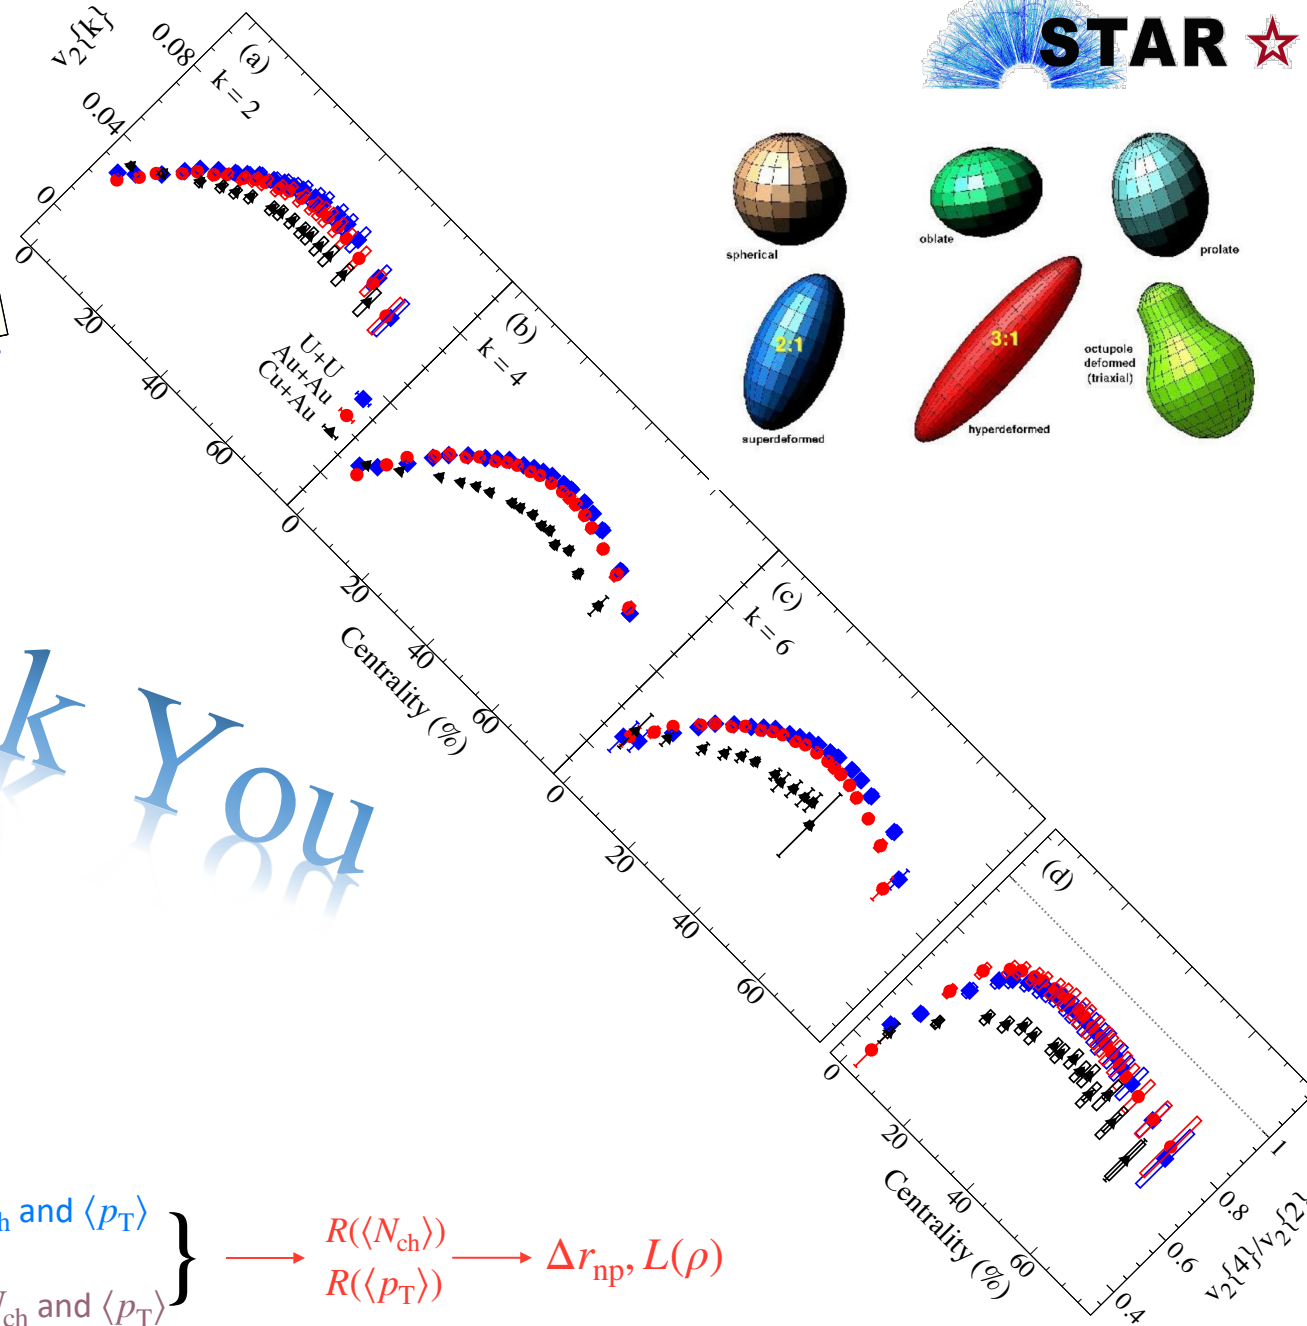 STAR
v₂{k}
0.08
0.04
0
(a)
k = 2
0
20
40
60
U+U
Au+Au
Cu+Au
(b)
k = 4
0
20
40
60
Centrality (%)
(c)
k = 6
0
20
40
60
(d)
0
20
40
60
Centrality (%)
1
0.8
0.6
0.4
v₂{4}/v₂{2}
spherical
oblate
prolate
2:1
superdeformed
3:1
hyperdeformed
octupole
deformed
(triaxial)
k You
ch and ⟨pT⟩
ch and ⟨pT⟩
}
R(⟨Nch⟩)
R(⟨pT⟩)
Δrnp, L(ρ)